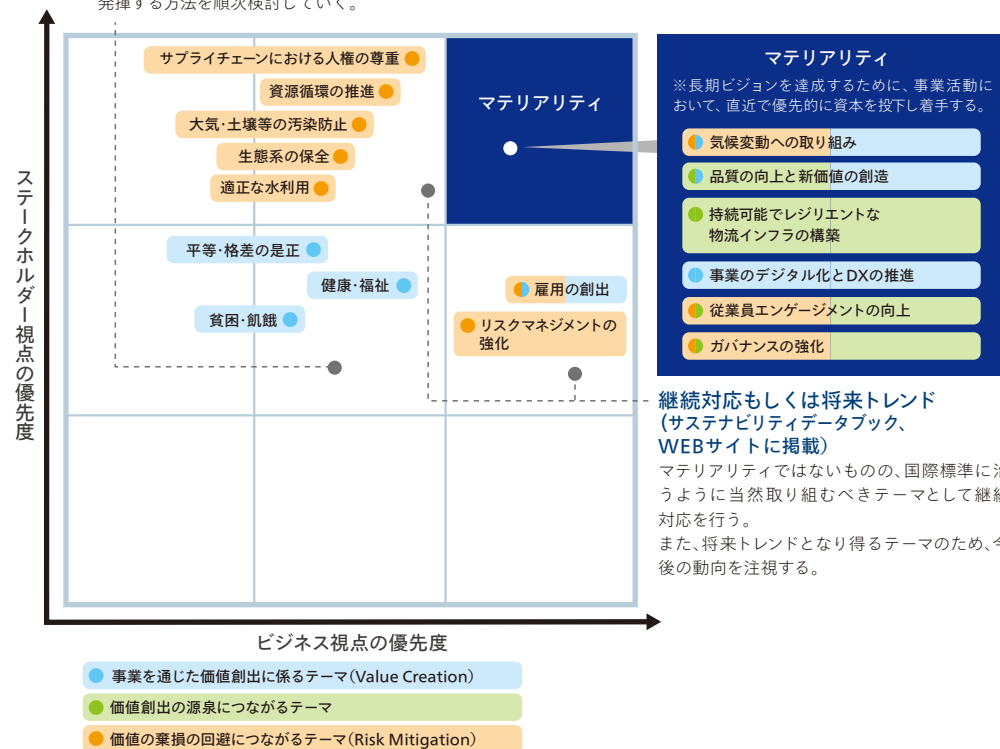 発揮する方法を順次検討していく。
ステークホルダー視点の優先度
サプライチェーンにおける人権の尊重
資源循環の推進
大気・土壌等の汚染防止
生態系の保全
適正な水利用
マテリアリティ
平等・格差の是正
健康・福祉
貧困・飢餓
雇用の創出
リスクマネジメントの
強化
マテリアリティ
※長期ビジョンを達成するために、事業活動に
おいて、直近で優先的に資本を投下し着手する。
気候変動への取り組み
品質の向上と新価値の創造
持続可能でレジリエントな
物流インフラの構築
事業のデジタル化とDXの推進
従業員エンゲージメントの向上
ガバナンスの強化
継続対応もしくは将来トレンド
(サステナビリティデータブック、
WEBサイトに掲載)
マテリアリティではないものの、国際標準に沿
うように当然取り組むべきテーマとして継続
対応を行う。
また、将来トレンドとなり得るテーマのため、今
後の動向を注視する。
ビジネス視点の優先度
事業を通じた価値創出に係るテーマ(Value Creation)
価値創出の源泉につながるテーマ
価値の棄損の回避につながるテーマ(Risk Mitigation)